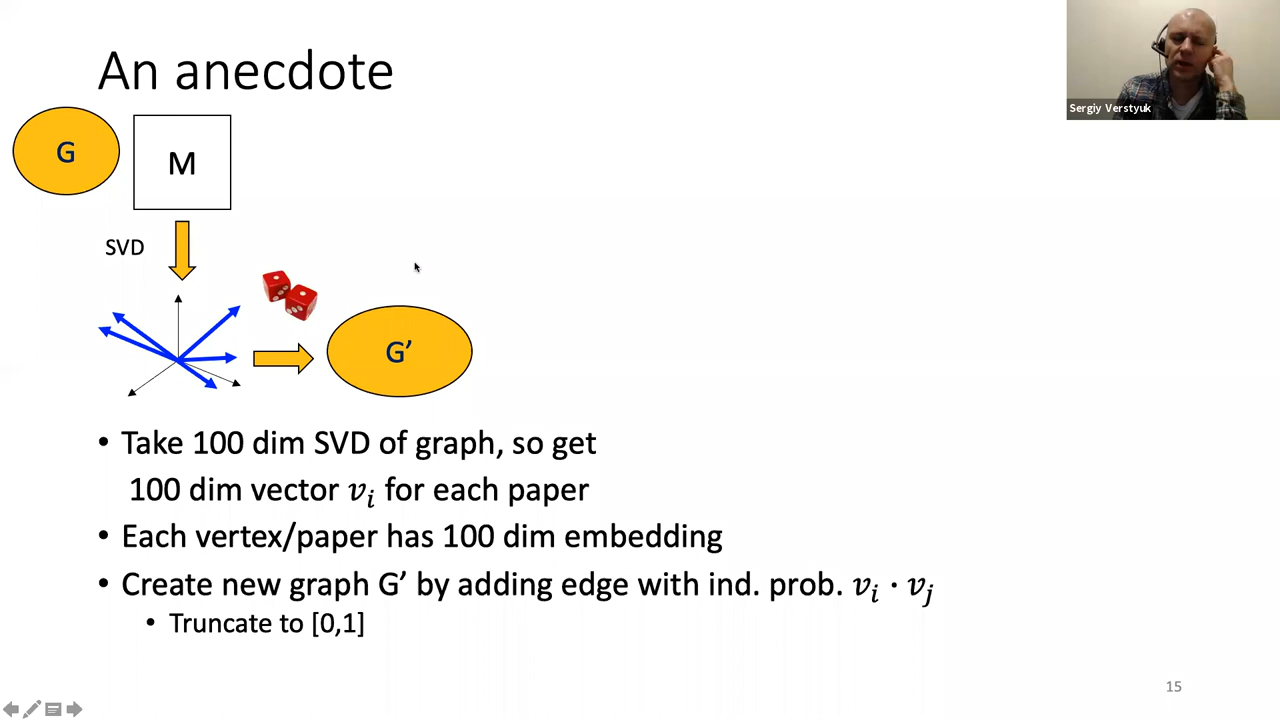 An anecdote
Sergiy Verstyuk
G
M
SVD
G’
• Take 100 dim SVD of graph, so get
100 dim vector 𝑣ᵢ for each paper
• Each vertex/paper has 100 dim embedding
• Create new graph G’ by adding edge with ind. prob. 𝑣ᵢ · 𝑣ⱼ
• Truncate to [0,1]
15